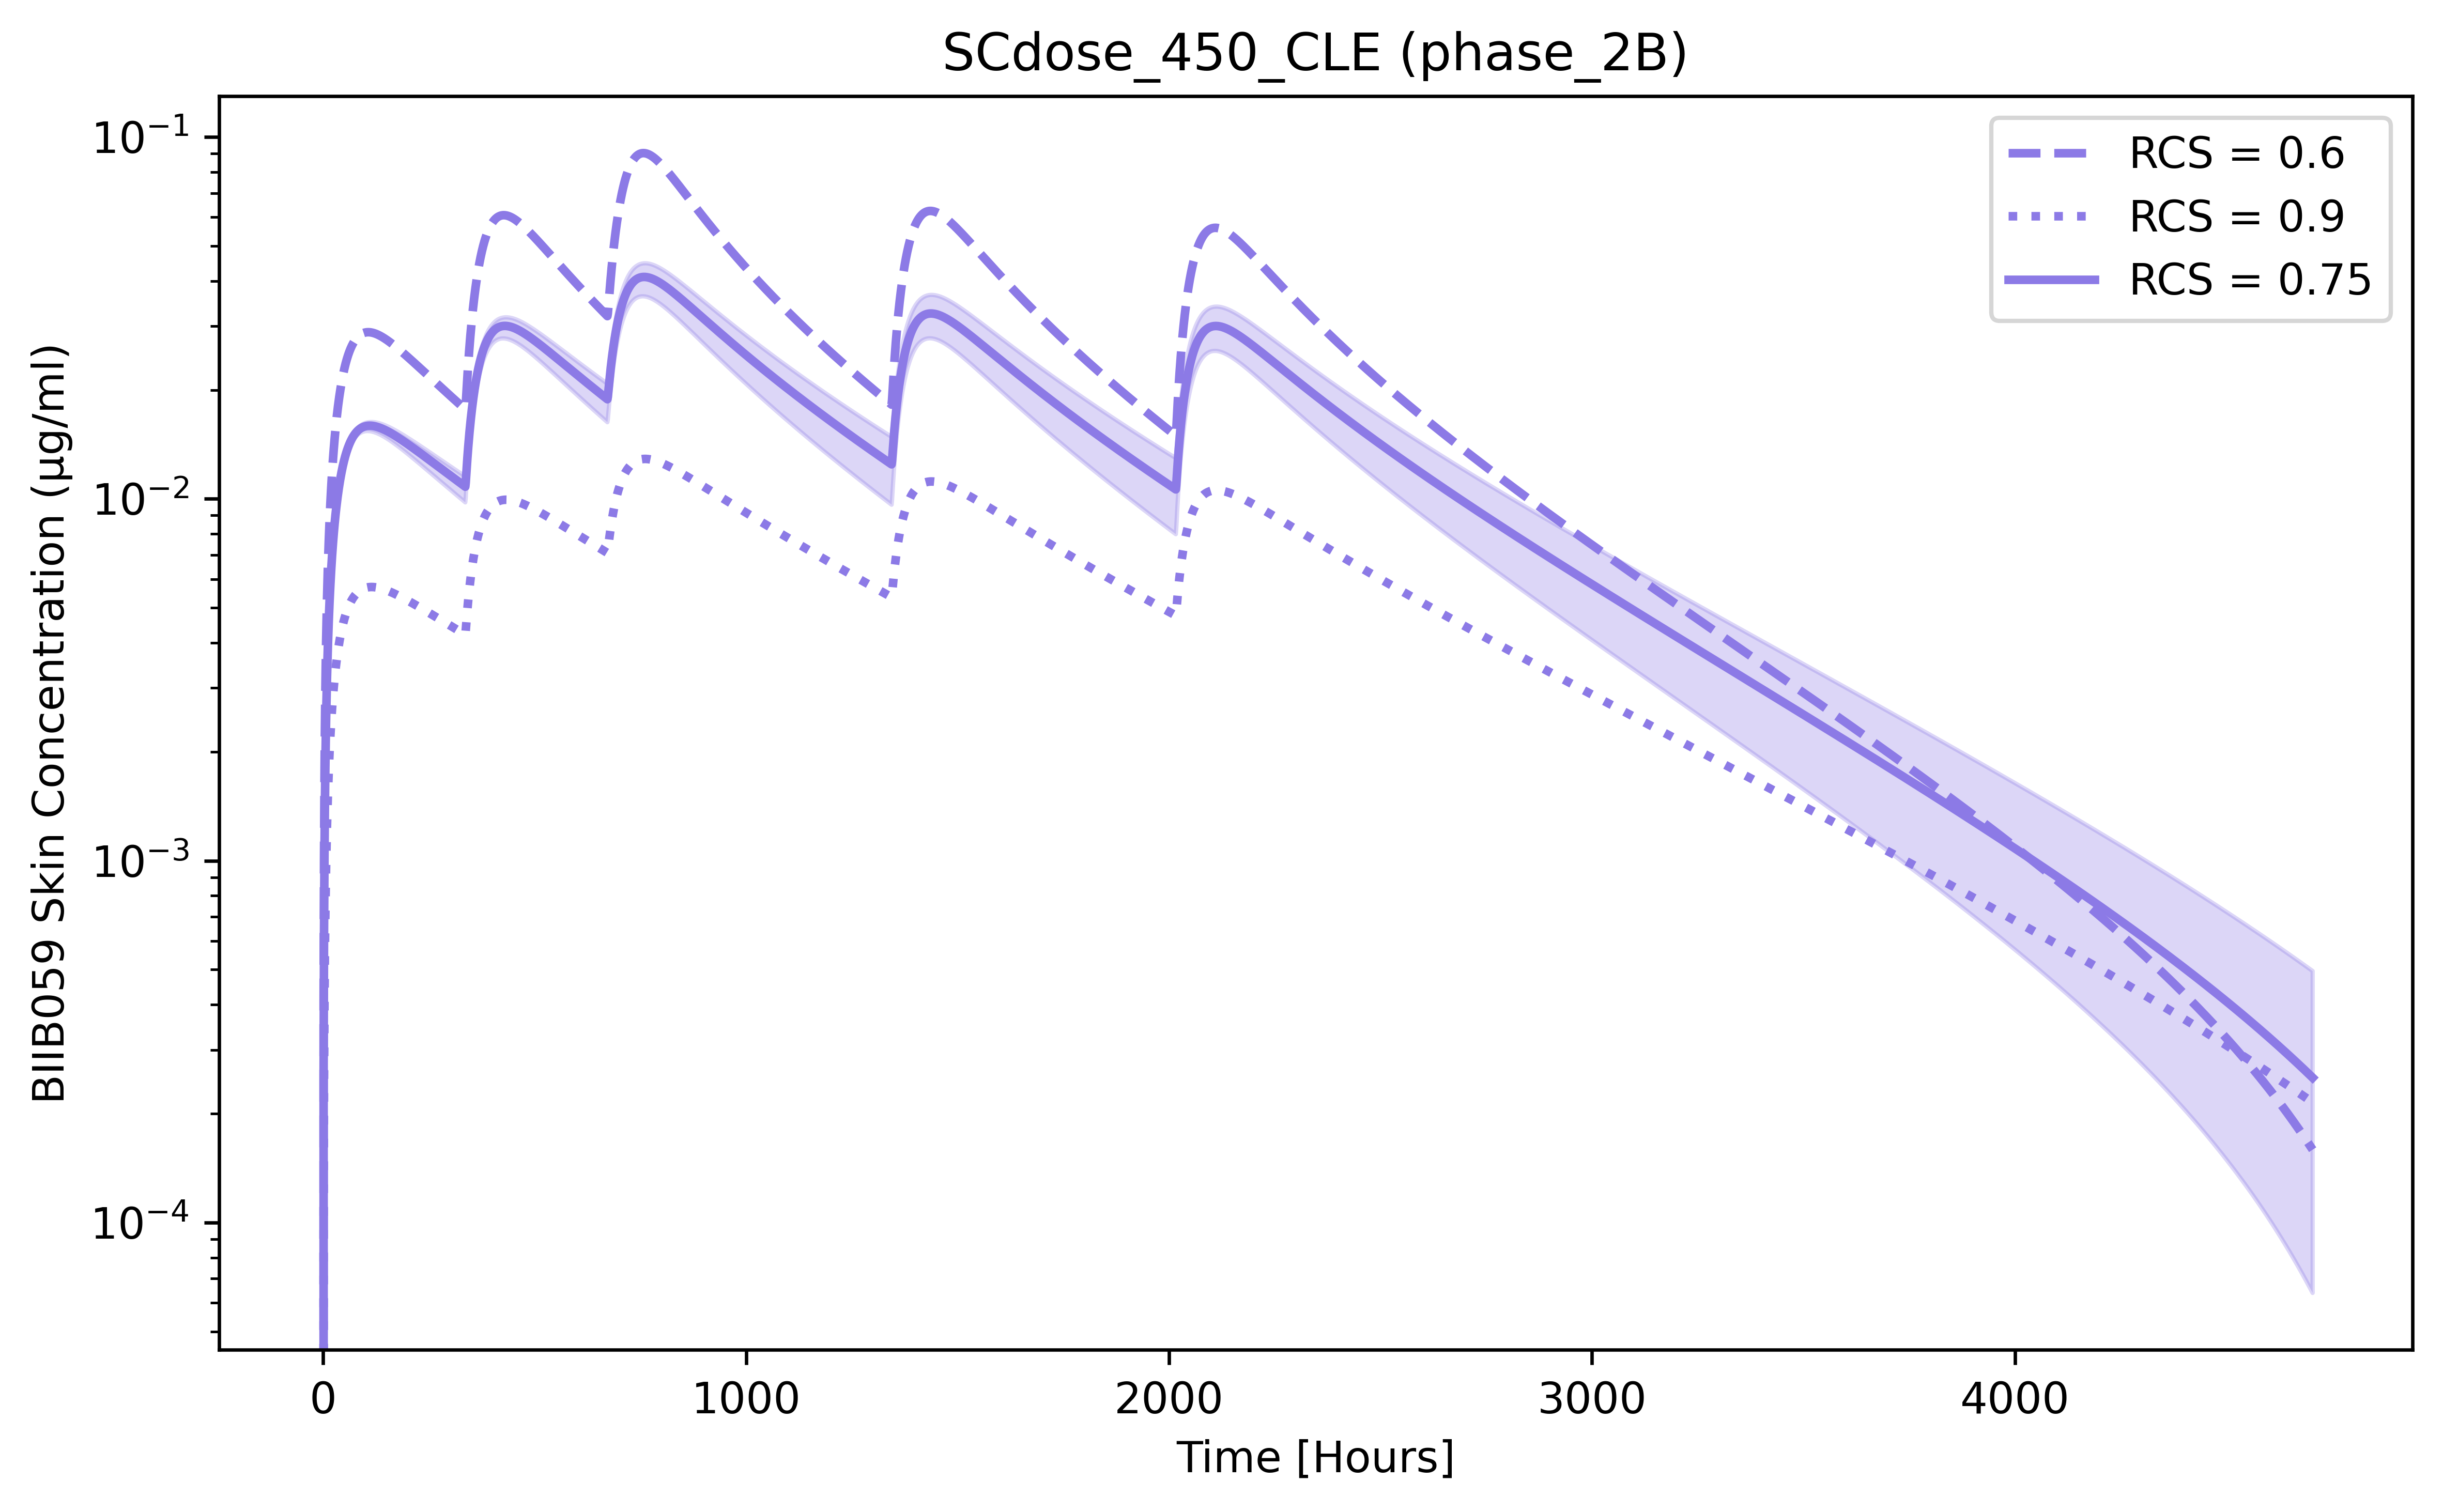 SCdose_450_CLE (phase_2B)
RCS = 0.6
RCS = 0.9
RCS = 0.75
BIIB059 Skin Concentration (µg/ml)
10⁻¹
10⁻²
10⁻³
10⁻⁴
0 1000 2000 3000 4000
Time [Hours]